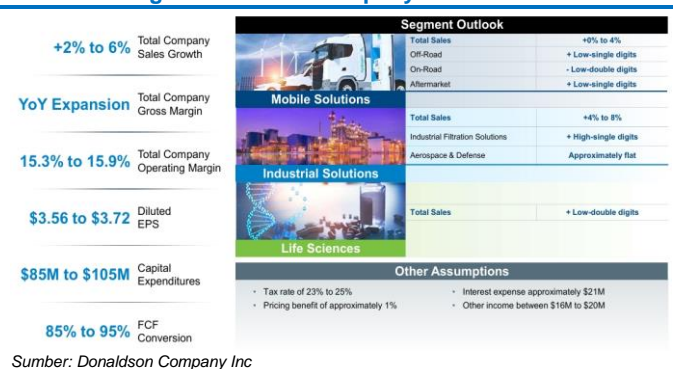 +2% to 6% Total Company Sales Growth
YoY Expansion Total Company Gross Margin
15.3% to 15.9% Total Company Operating Margin
$3.56 to $3.72 Diluted EPS
$85M to $105M Capital Expenditures
85% to 95% FCF Conversion
Segment Outlook
Mobile Solutions
Total Sales +0% to 4%
Off-Road + Low-single digits
On-Road - Low-double digits
Aftermarket + Low-single digits
Industrial Solutions
Total Sales +4% to 8%
Industrial Filtration Solutions + High-single digits
Aerospace & Defense Approximately flat
Life Sciences
Total Sales + Low-double digits
Other Assumptions
• Tax rate of 23% to 25%
• Pricing benefit of approximately 1%
• Interest expense approximately $21M
• Other income between $16M to $20M
Sumber: Donaldson Company Inc